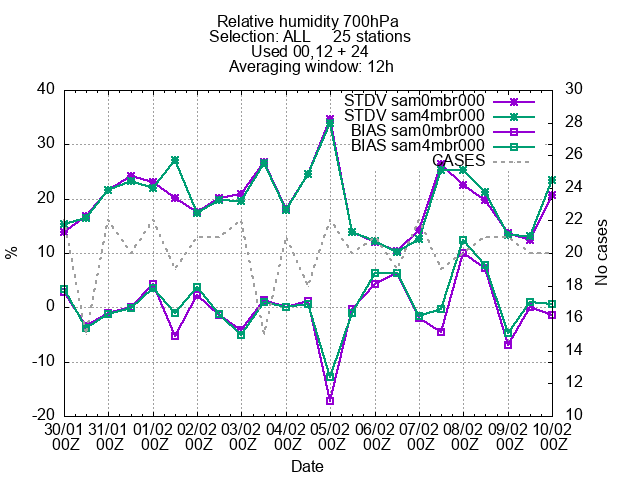 Relative humidity 700hPa
Selection: ALL 25 stations
Used 00,12 + 24
Averaging window: 12h
STDV sam0mbr000
STDV sam4mbr000
BIAS sam0mbr000
BIAS sam4mbr000
CASES
40
30
20
10
0
-10
-20
%
30
28
26
24
22
20
18
16
14
12
10
No cases
30/01 31/01 01/02 02/02 03/02 04/02 05/02 06/02 07/02 08/02 09/02 10/02
00Z 00Z 00Z 00Z 00Z 00Z 00Z 00Z 00Z 00Z 00Z 00Z
Date